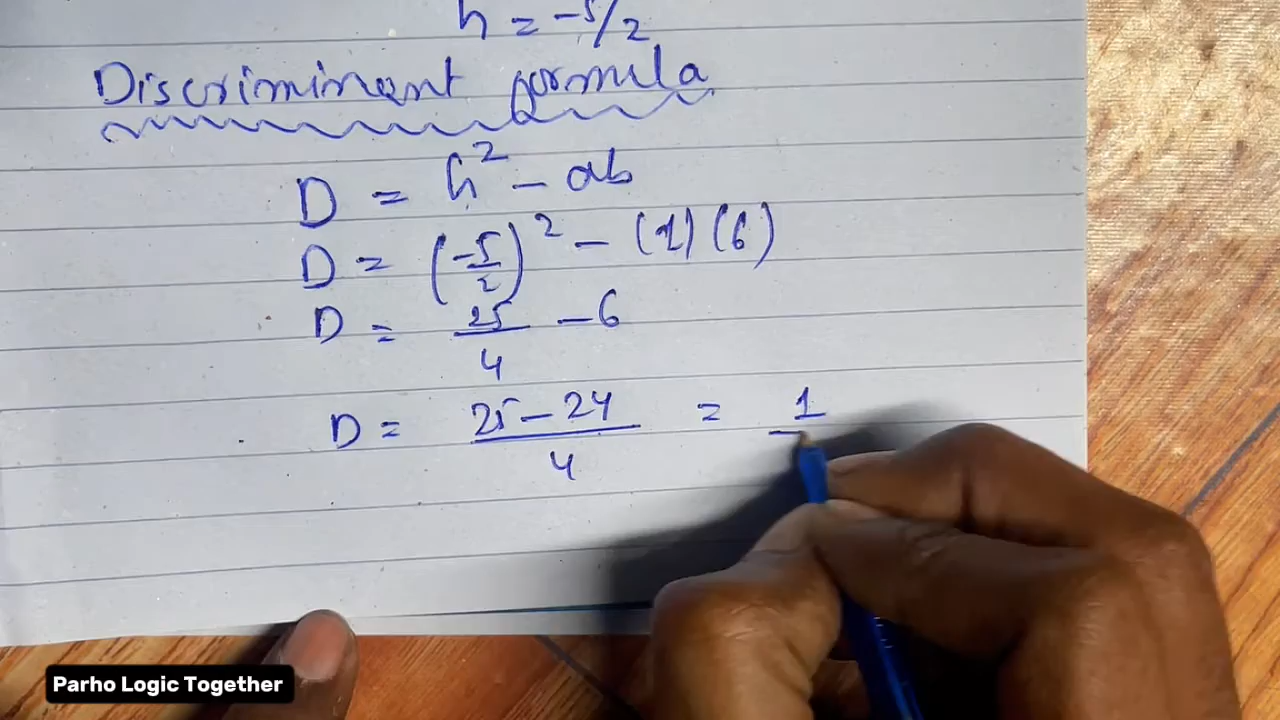 h = -5/2
Discriminent formula
D = h² - ab
D = (-5/2)² - (1)(6)
D = 25/4 - 6
D = 25-24/4 = 1
Parho Logic Together